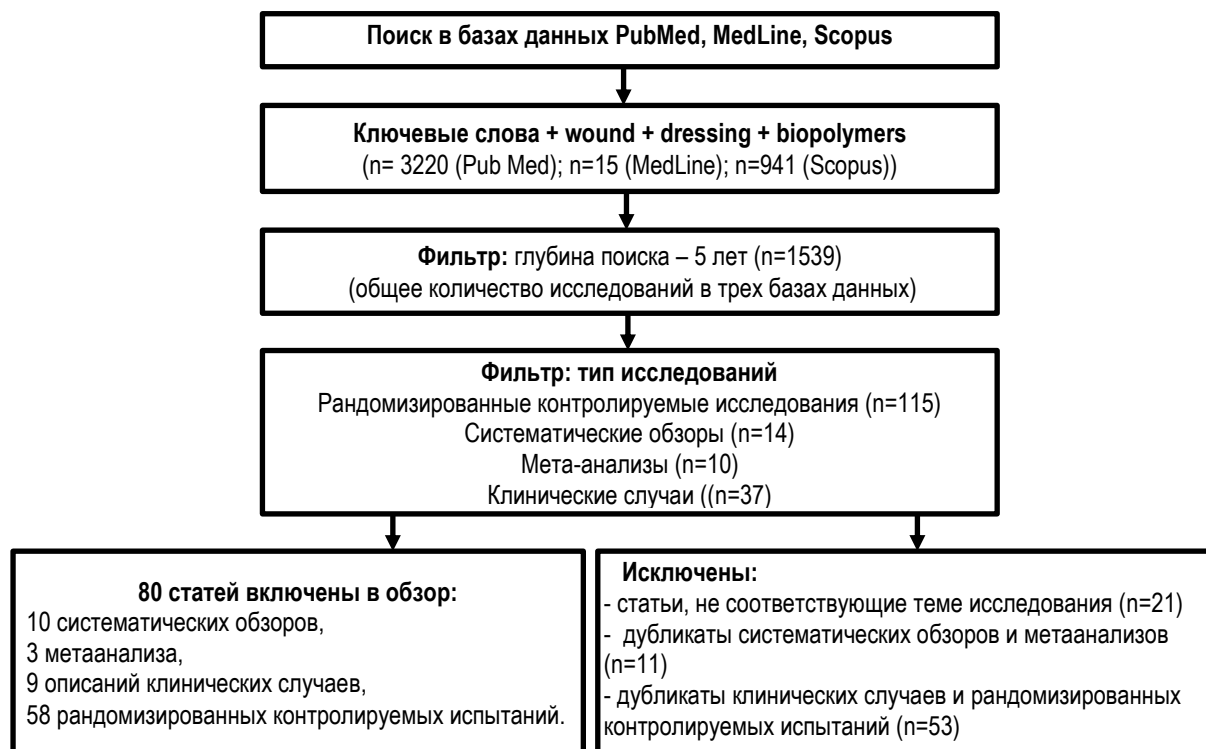 Поиск в базах данных PubMed, MedLine, Scopus
Ключевые слова + wound + dressing + biopolymers
(n= 3220 (Pub Med); n=15 (MedLine); n=941 (Scopus))
Фильтр: глубина поиска – 5 лет (n=1539)
(общее количество исследований в трех базах данных)
Фильтр: тип исследований
Рандомизированные контролируемые исследования (n=115)
Систематические обзоры (n=14)
Мета-анализы (n=10)
Клинические случаи ((n=37)
80 статей включены в обзор:
10 систематических обзоров,
3 метаанализа,
9 описаний клинических случаев,
58 рандомизированных контролируемых испытаний.
Исключены:
- статьи, не соответствующие теме исследования (n=21)
- дубликаты систематических обзоров и метаанализов
(n=11)
- дубликаты клинических случаев и рандомизированных
контролируемых испытаний (n=53)